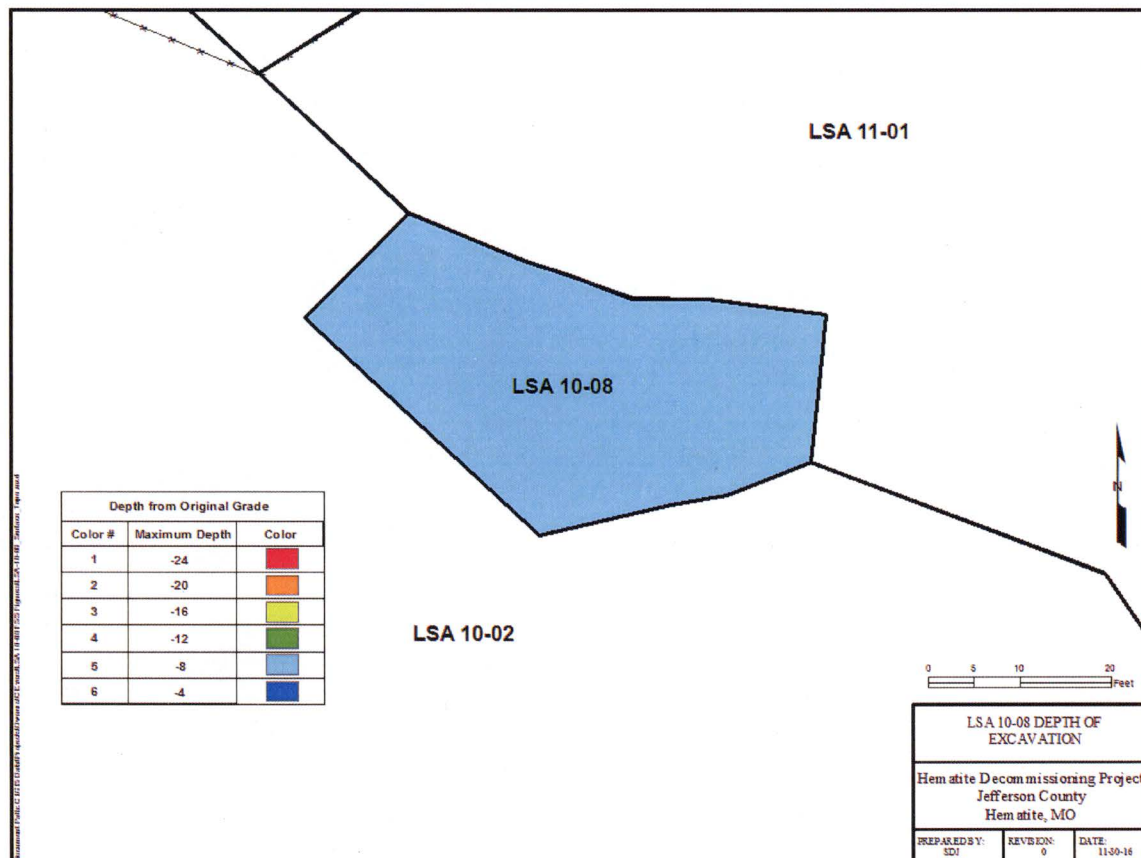 LSA 11-01
LSA 10-08
N
Depth from Original Grade
Color # Maximum Depth Color
1 -24
2 -20
3 -16
4 -12
5 -8
6 -4
LSA 10-02
0 5 10 20
Feet
LSA 10-08 DEPTH OF
EXCAVATION
Hematite Decommissioning Project
Jefferson County
Hematite, MO
PREPARED BY: REVISION: DATE:
SDJ 0 11-30-16